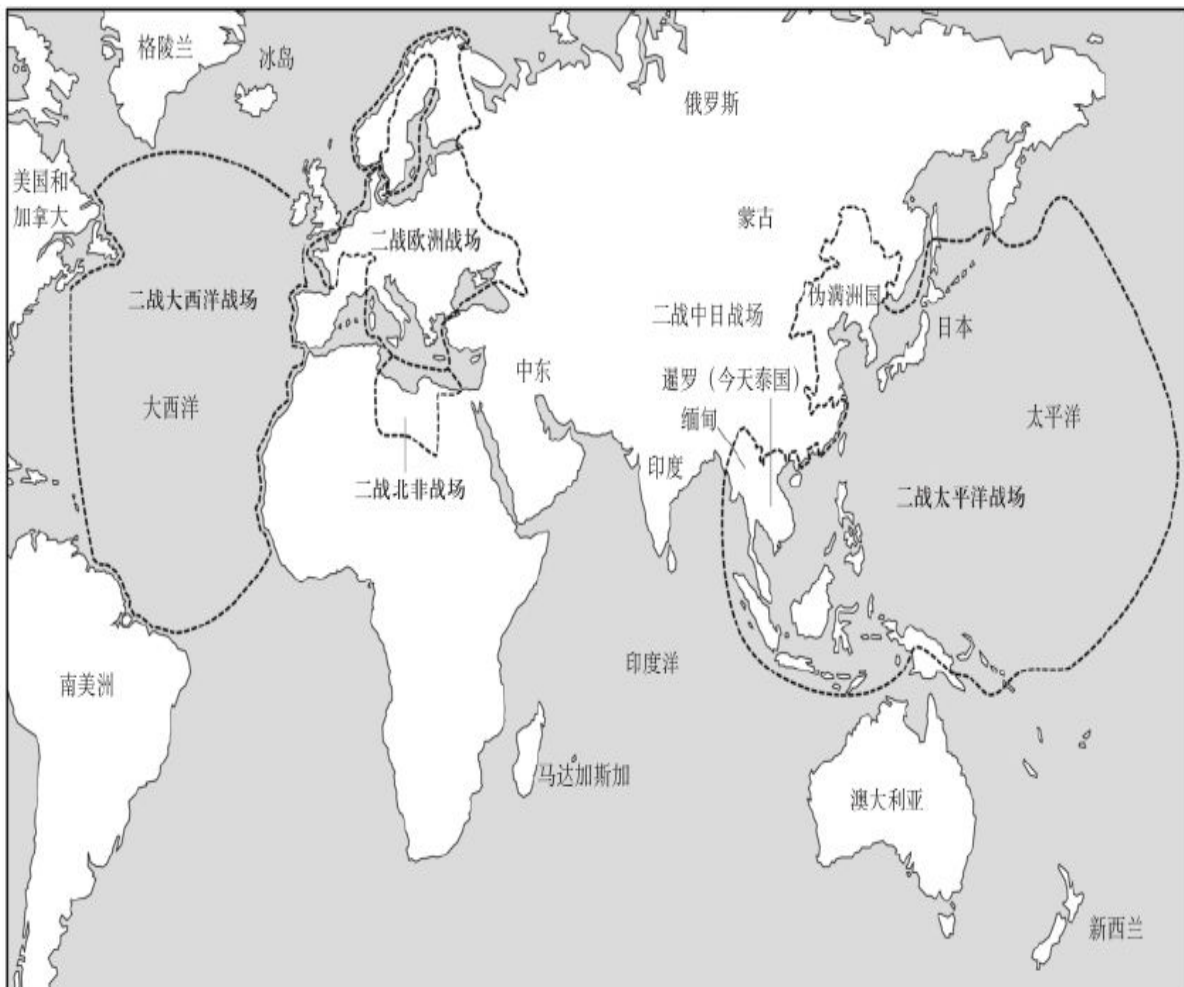 格陵兰
冰岛
俄罗斯
美国和
加拿大
蒙古
二战欧洲战场
二战大西洋战场
伪满洲国
二战中日战场
日本
中东
暹罗（今天泰国）
大西洋
缅甸
太平洋
印度
二战北非战场
二战太平洋战场
印度洋
南美洲
马达加斯加
澳大利亚
新西兰